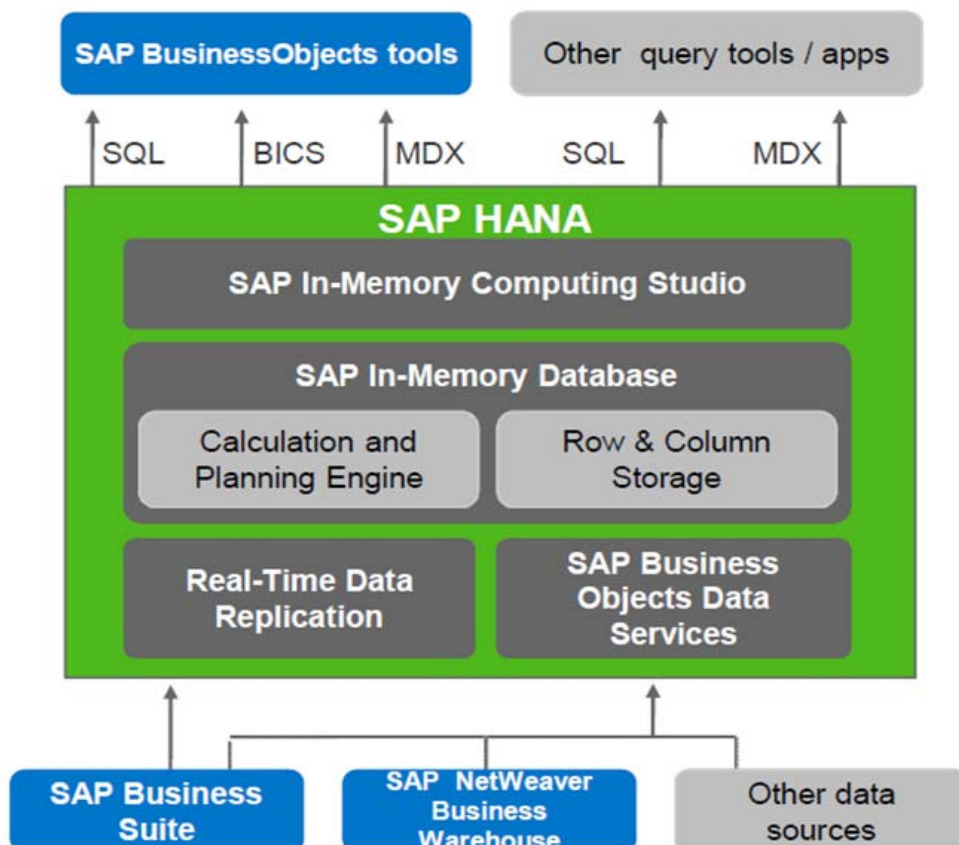 SAP BusinessObjects tools
Other query tools / apps
SQL
BICS
MDX
SQL
MDX
SAP HANA
SAP In-Memory Computing Studio
SAP In-Memory Database
Calculation and
Planning Engine
Row & Column
Storage
Real-Time Data
Replication
SAP Business
Objects Data
Services
SAP Business
Suite
SAP NetWeaver
Business
Warehouse
Other data
sources